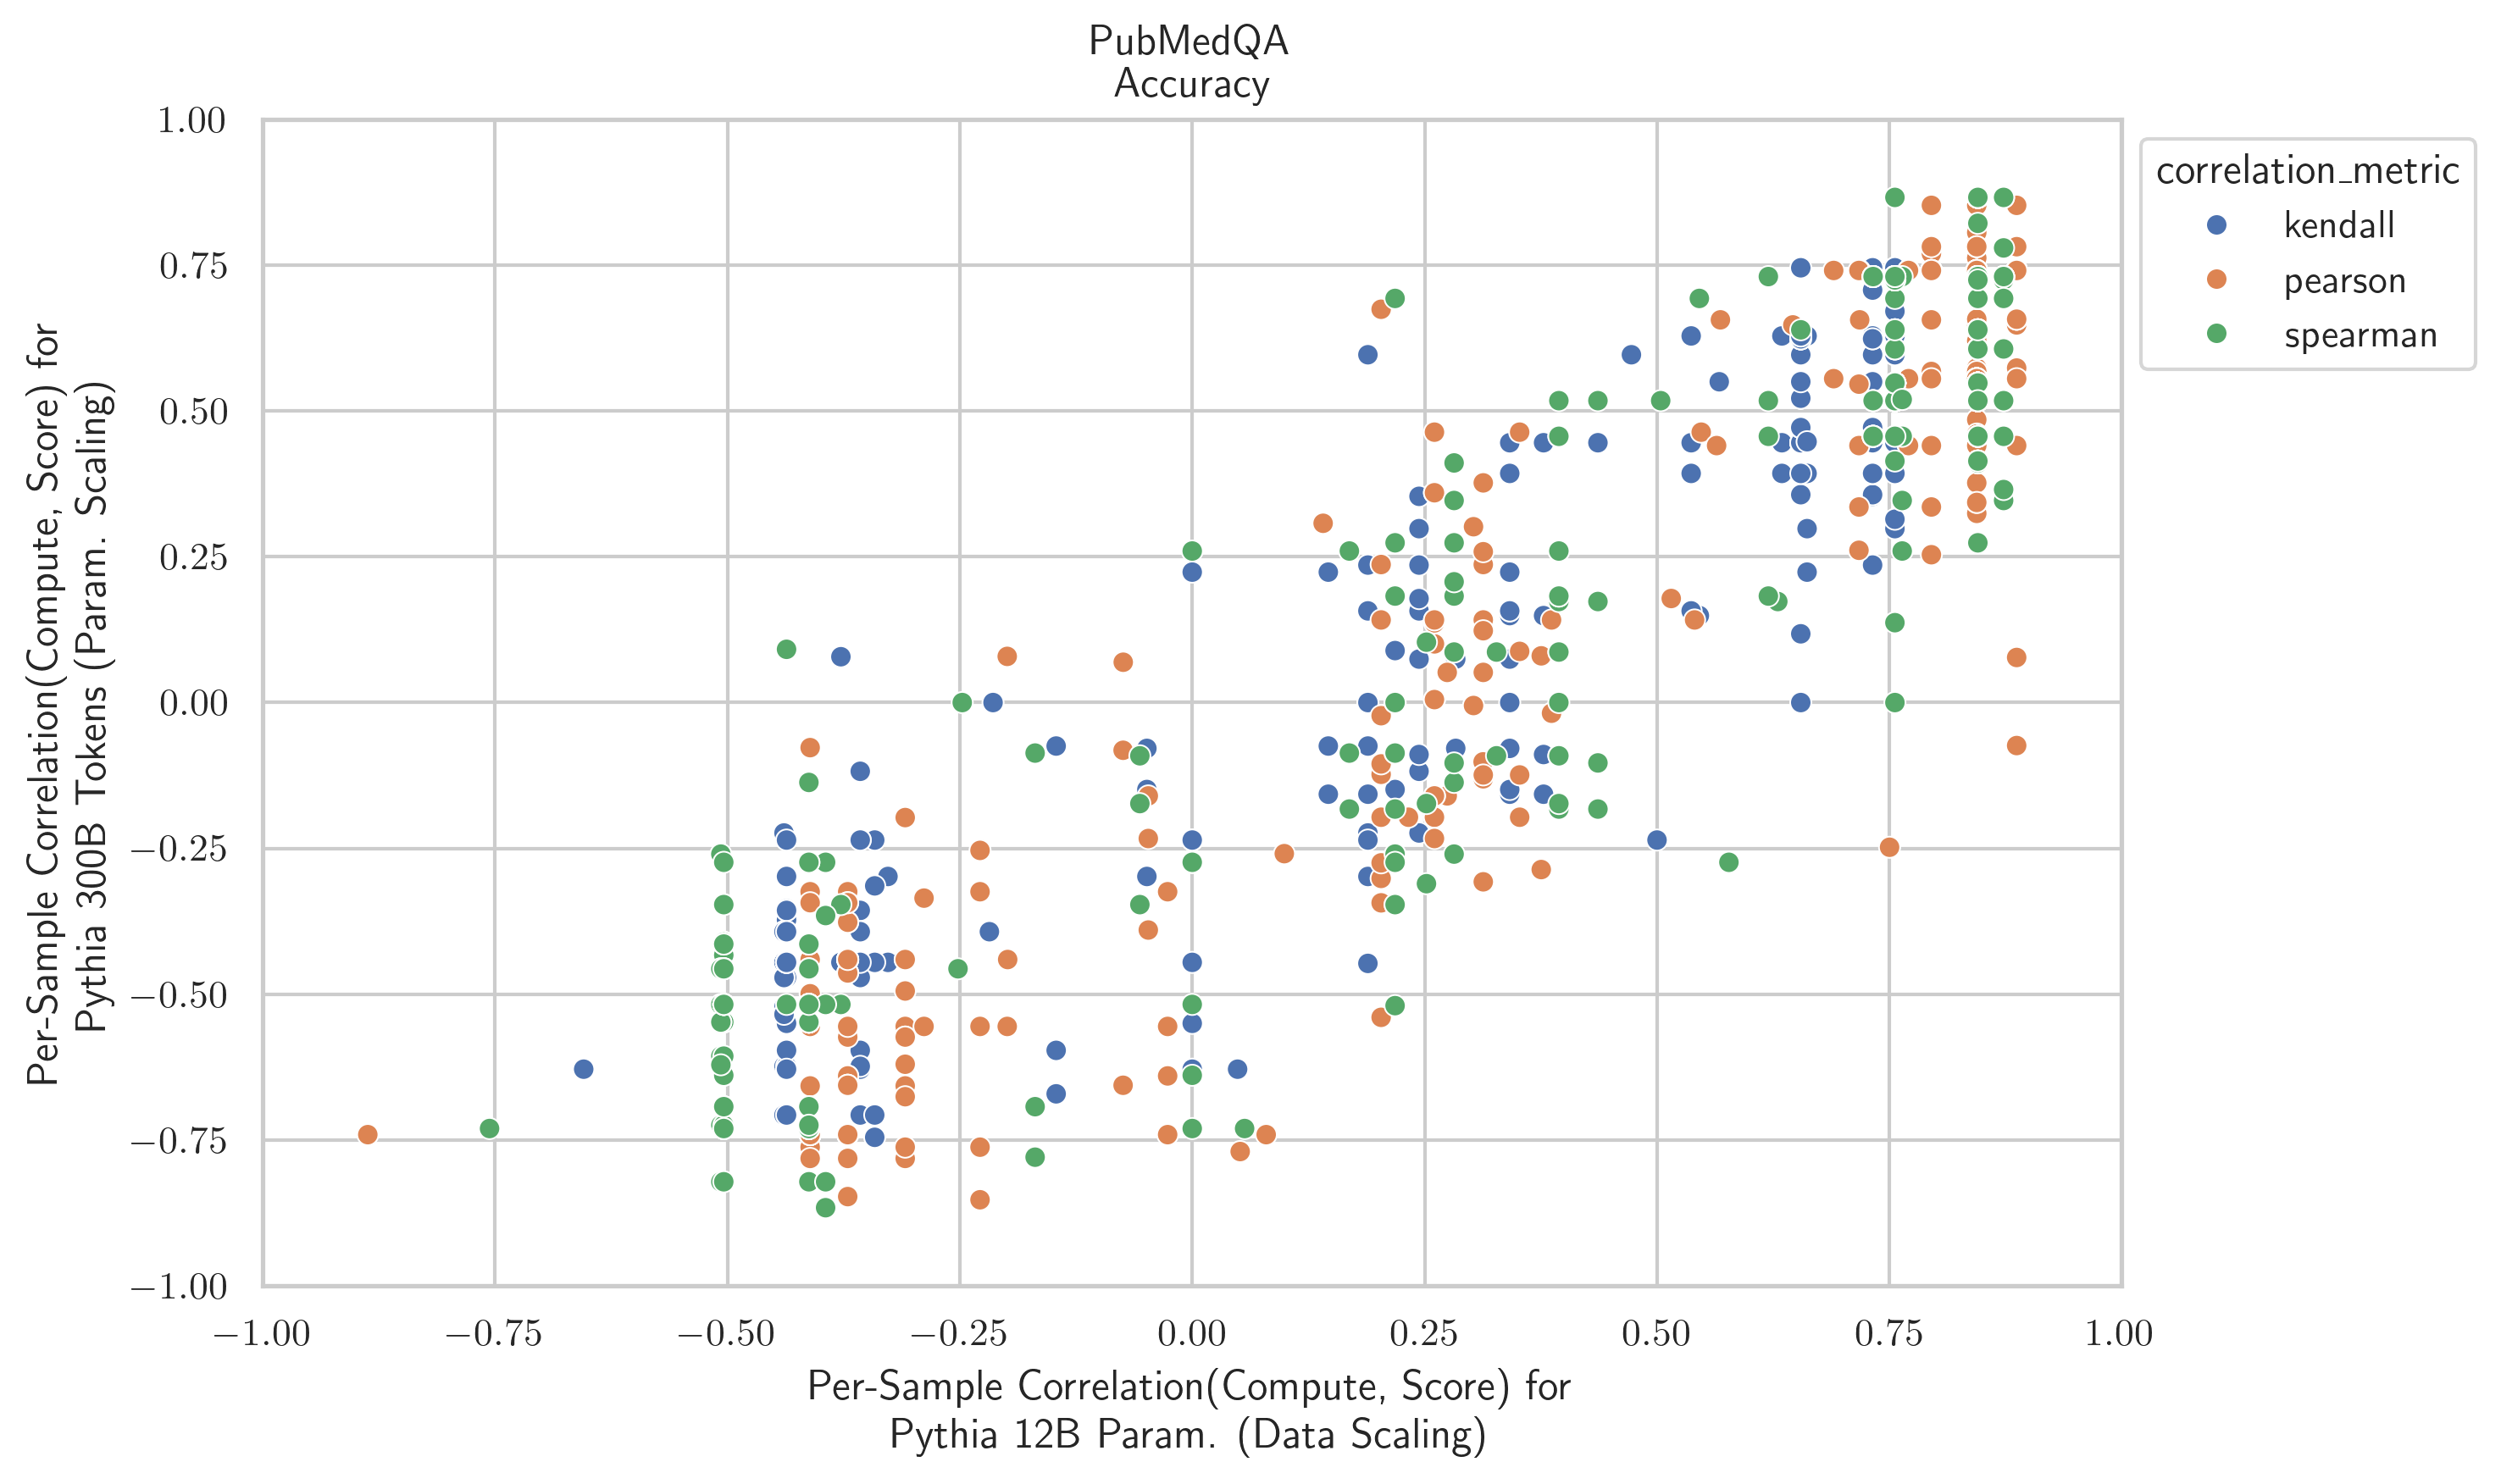 PubMedQA
Accuracy
Per-Sample Correlation(Compute, Score) for
Pythia 300B Tokens (Param. Scaling)
1.00
0.75
0.50
0.25
0.00
−0.25
−0.50
−0.75
−1.00
−1.00 −0.75 −0.50 −0.25 0.00 0.25 0.50 0.75 1.00
Per-Sample Correlation(Compute, Score) for
Pythia 12B Param. (Data Scaling)
correlation_metric
kendall
pearson
spearman